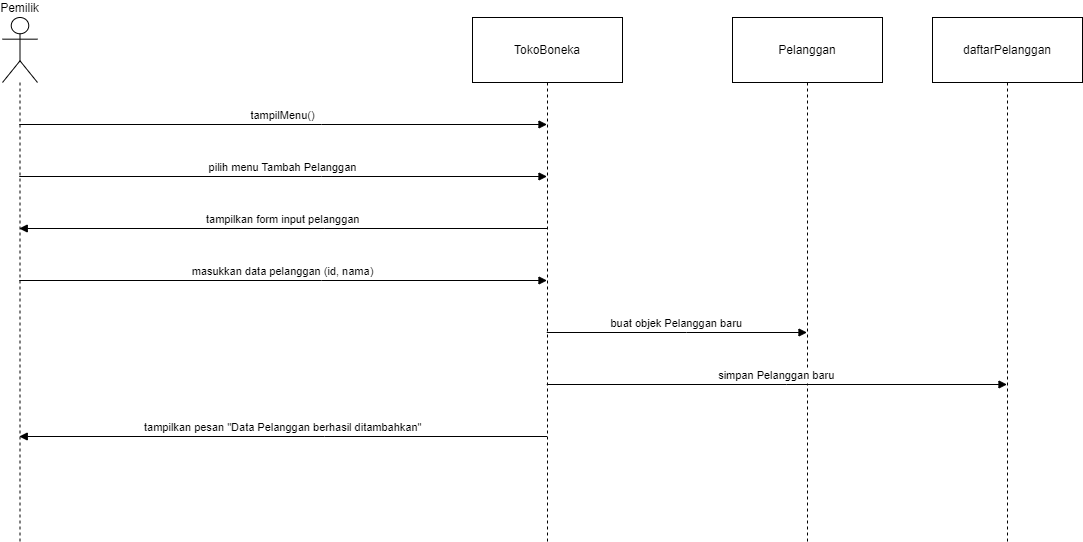 Pemilik
TokoBoneka
Pelanggan
daftarPelanggan
tampilMenu()
pilih menu Tambah Pelanggan
tampilkan form input pelanggan
masukkan data pelanggan (id, nama)
buat objek Pelanggan baru
simpan Pelanggan baru
tampilkan pesan "Data Pelanggan berhasil ditambahkan"